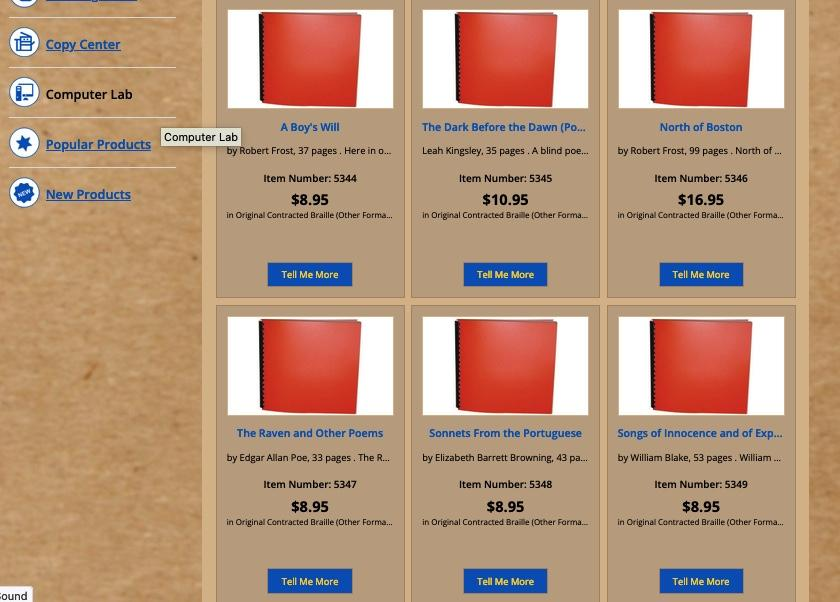 Copy Center
Computer Lab
Computer Lab
Popular Products
NEW
New Products
A Boy's Will
by Robert Frost, 37 pages . Here in o...
Item Number: 5344
$8.95
in Original Contracted Braille (Other Forma...
Tell Me More
The Dark Before the Dawn (Po...
Leah Kingsley, 35 pages . A blind poe...
Item Number: 5345
$10.95
in Original Contracted Braille (Other Forma...
Tell Me More
North of Boston
by Robert Frost, 99 pages . North of ...
Item Number: 5346
$16.95
in Original Contracted Braille (Other Forma...
Tell Me More
The Raven and Other Poems
by Edgar Allan Poe, 33 pages . The R...
Item Number: 5347
$8.95
in Original Contracted Braille (Other Forma...
Tell Me More
Sonnets From the Portuguese
by Elizabeth Barrett Browning, 43 pa...
Item Number: 5348
$8.95
in Original Contracted Braille (Other Forma...
Tell Me More
Songs of Innocence and of Exp...
by William Blake, 53 pages . William ...
Item Number: 5349
$8.95
in Original Contracted Braille (Other Forma...
Tell Me More
Sound